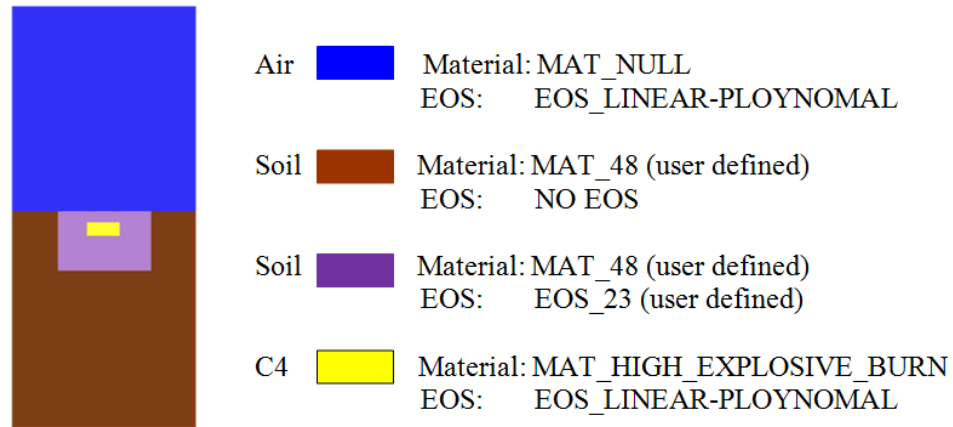 Air Material: MAT_NULL
EOS: EOS_LINEAR-PLOYNOMAL
Soil Material: MAT_48 (user defined)
EOS: NO EOS
Soil Material: MAT_48 (user defined)
EOS: EOS_23 (user defined)
C4 Material: MAT_HIGH_EXPLOSIVE_BURN
EOS: EOS_LINEAR-PLOYNOMAL